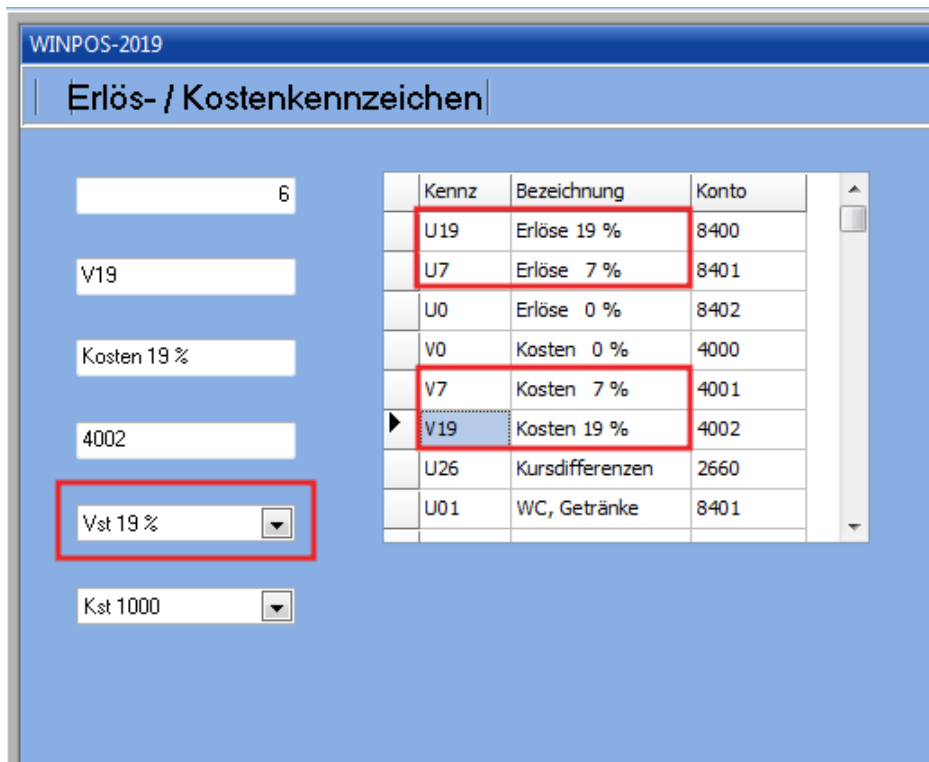 WINPOS-2019
Erlös- / Kostenkennzeichen
6
V19
Kosten 19 %
4002
Vst 19 %
Kst 1000
Kennz Bezeichnung Konto
U19 Erlöse 19 % 8400
U7 Erlöse 7 % 8401
U0 Erlöse 0 % 8402
V0 Kosten 0 % 4000
V7 Kosten 7 % 4001
V19 Kosten 19 % 4002
U26 Kursdifferenzen 2660
U01 WC, Getränke 8401